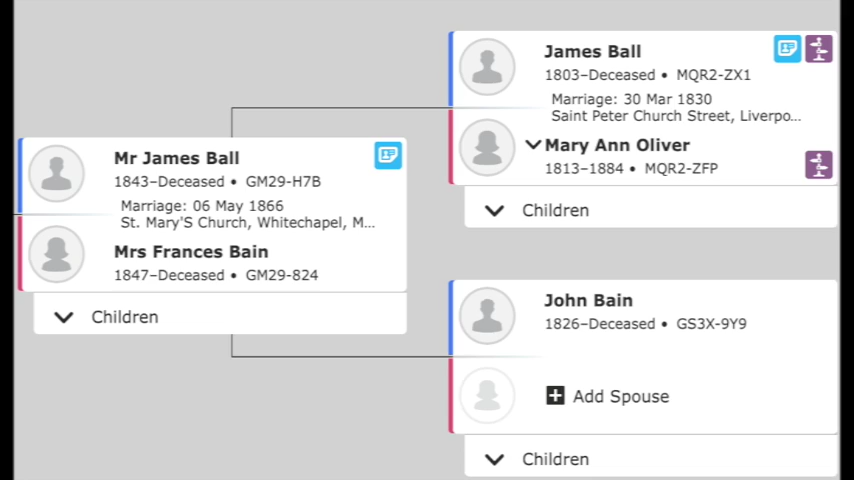 James Ball
1803–Deceased • MQR2-ZX1
Marriage: 30 Mar 1830
Saint Peter Church Street, Liverpo...
Mary Ann Oliver
1813–1884 • MQR2-ZFP
Children
Mr James Ball
1843–Deceased • GM29-H7B
Marriage: 06 May 1866
St. Mary'S Church, Whitechapel, M...
Mrs Frances Bain
1847–Deceased • GM29-824
Children
John Bain
1826–Deceased • GS3X-9Y9
Add Spouse
Children